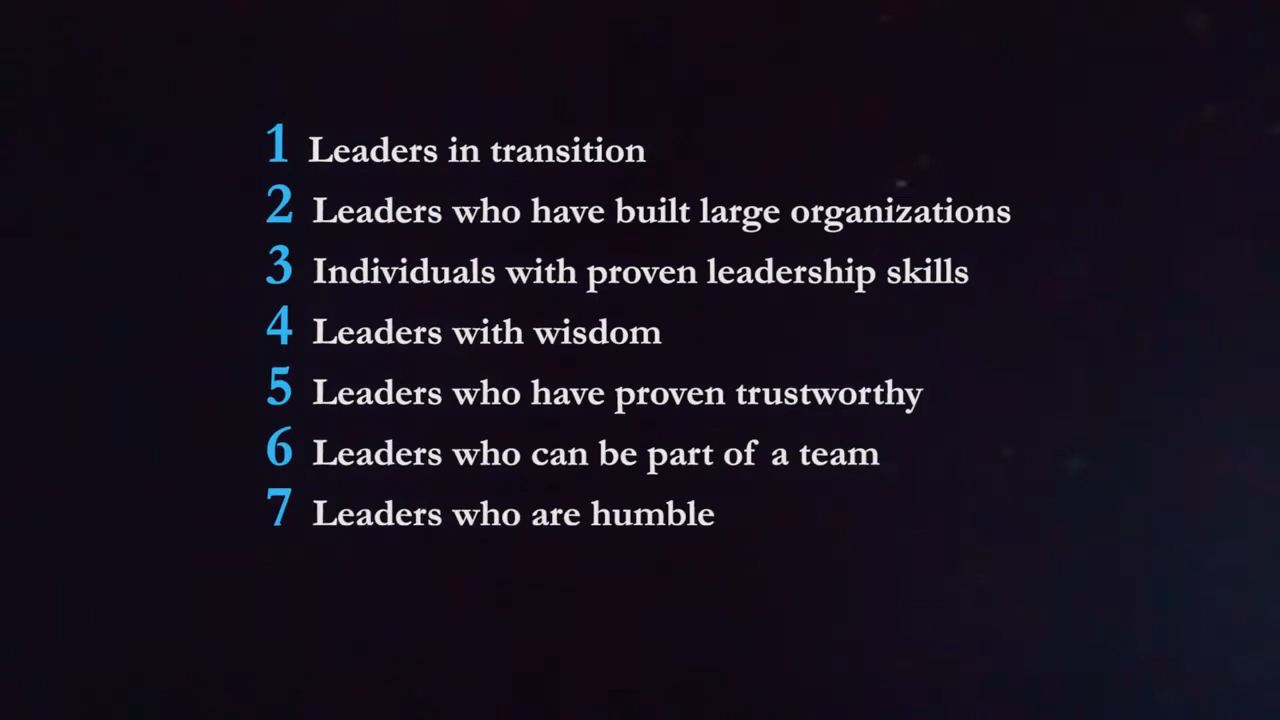 1 Leaders in transition
2 Leaders who have built large organizations
3 Individuals with proven leadership skills
4 Leaders with wisdom
5 Leaders who have proven trustworthy
6 Leaders who can be part of a team
7 Leaders who are humble